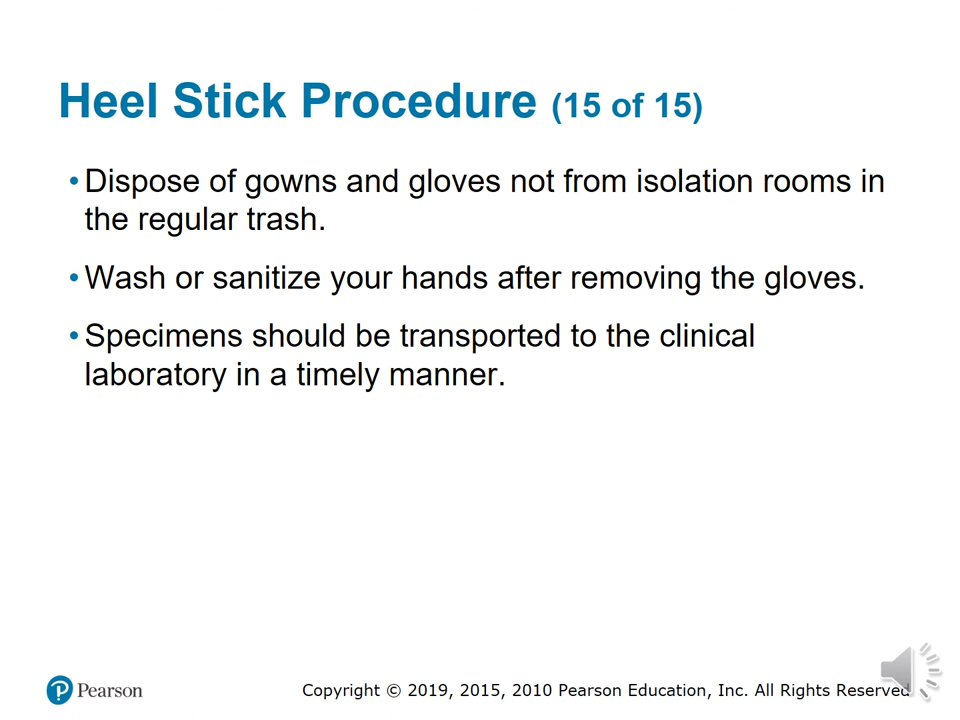 Heel Stick Procedure (15 of 15)
•Dispose of gowns and gloves not from isolation rooms in
the regular trash.
•Wash or sanitize your hands after removing the gloves.
•Specimens should be transported to the clinical
laboratory in a timely manner.
Pearson
Copyright © 2019, 2015, 2010 Pearson Education, Inc. All Rights Reserved